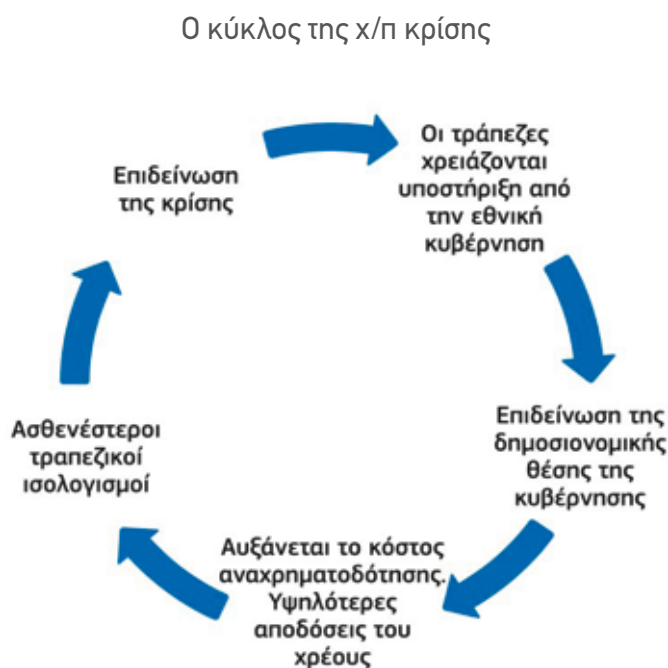 Ο κύκλος της χ/π κρίσης
Οι τράπεζες
χρειάζονται
υποστήριξη από
την εθνική
κυβέρνηση
Επιδείνωση της
δημοσιονομικής
θέσης της
κυβέρνησης
Αυξάνεται το κόστος
αναχρηματοδότησης.
Υψηλότερες
αποδόσεις του
χρέους
Ασθενέστεροι
τραπεζικοί
ισολογισμοί
Επιδείνωση
της κρίσης